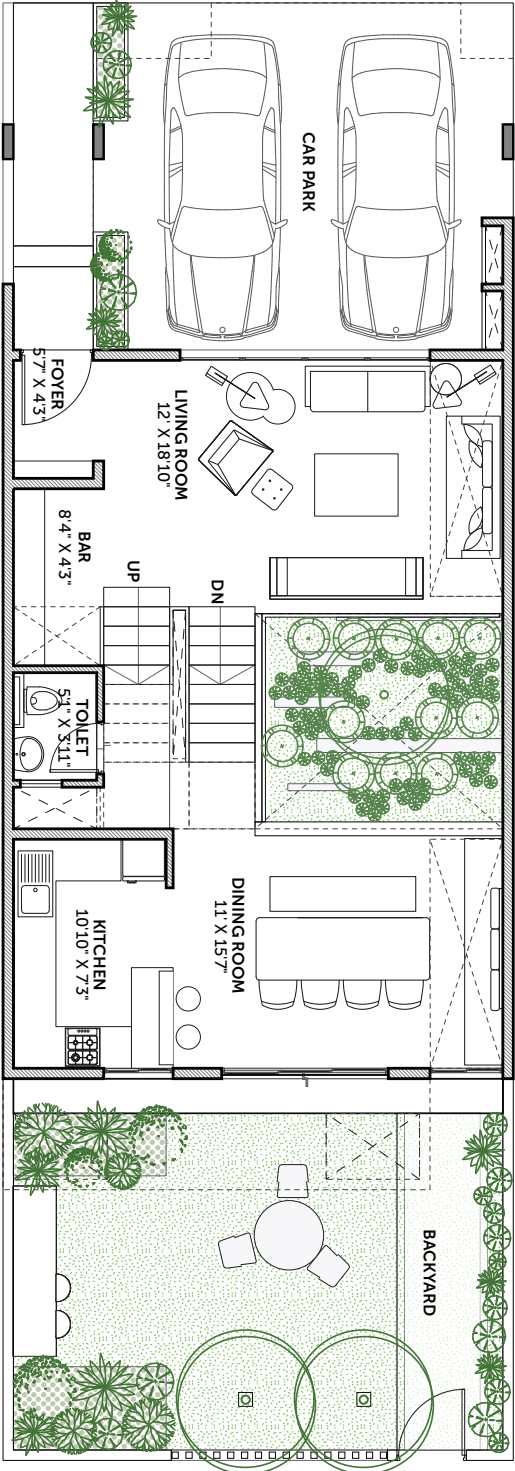 CAR PARK
FOYER
5'7" X 4'3"
LIVING ROOM
12' X 18'10"
BAR
8'4" X 4'3"
UP
DN
TOILET
5'1" X 3'11"
DINING ROOM
11' X 15'7"
KITCHEN
10'10" X 7'3"
BACKYARD